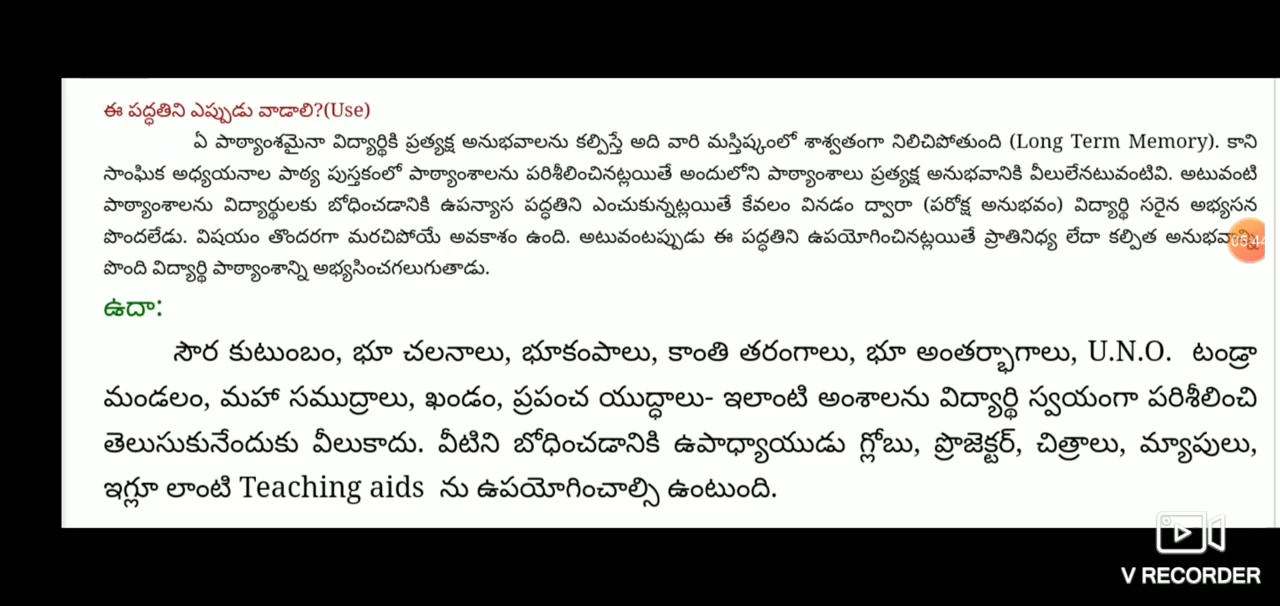 ఈ పద్ధతిని ఎప్పుడు వాడాలి?(Use)
ఏ పాఠ్యాంశమైనా విద్యార్థికి ప్రత్యక్ష అనుభవాలను కల్పిస్తే అది వారి మస్తిష్కంలో శాశ్వతంగా నిలిచిపోతుంది (Long Term Memory). కాని
సాంఘిక అధ్యయనాల పాఠ్య పుస్తకంలో పాఠ్యాంశాలను పరిశీలించినట్లయితే అందులోని పాఠ్యాంశాలు ప్రత్యక్ష అనుభవానికి వీలులేనటువంటివి. అటువంటి
పాఠ్యాంశాలను విద్యార్థులకు బోధించడానికి ఉపన్యాస పద్ధతిని ఎంచుకున్నట్లయితే కేవలం వినడం ద్వారా (పరోక్ష అనుభవం) విద్యార్థి సరైన అభ్యసన
పొందలేడు. విషయం తొందరగా మరచిపోయే అవకాశం ఉంది. అటువంటప్పుడు ఈ పద్ధతిని ఉపయోగించినట్లయితే ప్రాతినిధ్య లేదా కల్పిత
పొంది విద్యార్థి పాఠ్యాంశాన్ని అభ్యసించగలుగుతాడు.
ఉదా:
సౌర కుటుంబం, భూ చలనాలు, భూకంపాలు, కాంతి తరంగాలు, భూ అంతర్భాగాలు, U.N.O. టండ్రా
మండలం, మహా సముద్రాలు, ఖండం, ప్రపంచ యుద్ధాలు- ఇలాంటి అంశాలను విద్యార్థి స్వయంగా పరిశీలించి
తెలుసుకునేందుకు వీలుకాదు. వీటిని బోధించడానికి ఉపాధ్యాయుడు గ్లోబు, ప్రొజెక్టర్, చిత్రాలు, మ్యాపులు,
ఇగ్లూ లాంటి Teaching aids ను ఉపయోగించాల్సి ఉంటుంది.
V RECORDER